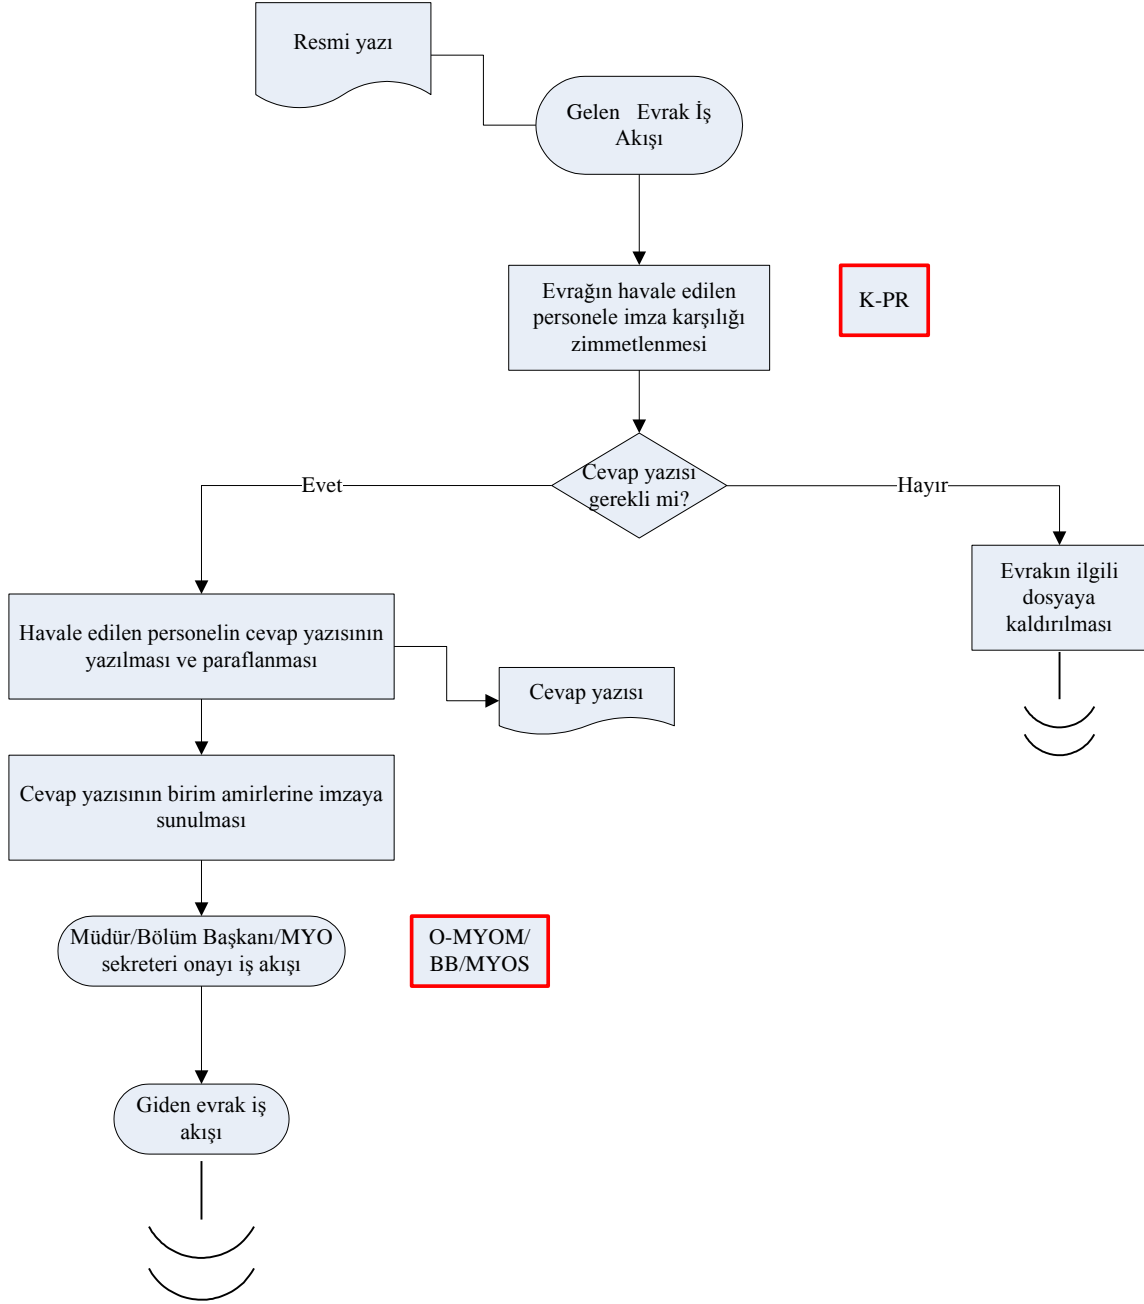 Resmi yazı
Gelen   Evrak İş
Akışı
Evrağın havale edilen
personele imza karşılığı
zimmetlenmesi
K-PR
Cevap yazısı
gerekli mi?
Evet
Hayır
Evrakın ilgili
dosyaya
kaldırılması
Havale edilen personelin cevap yazısının
yazılması ve paraflanması
Cevap yazısı
Cevap yazısının birim amirlerine imzaya
sunulması
Müdür/Bölüm Başkanı/MYO
sekreteri onayı iş akışı
O-MYOM/
BB/MYOS
Giden evrak iş
akışı